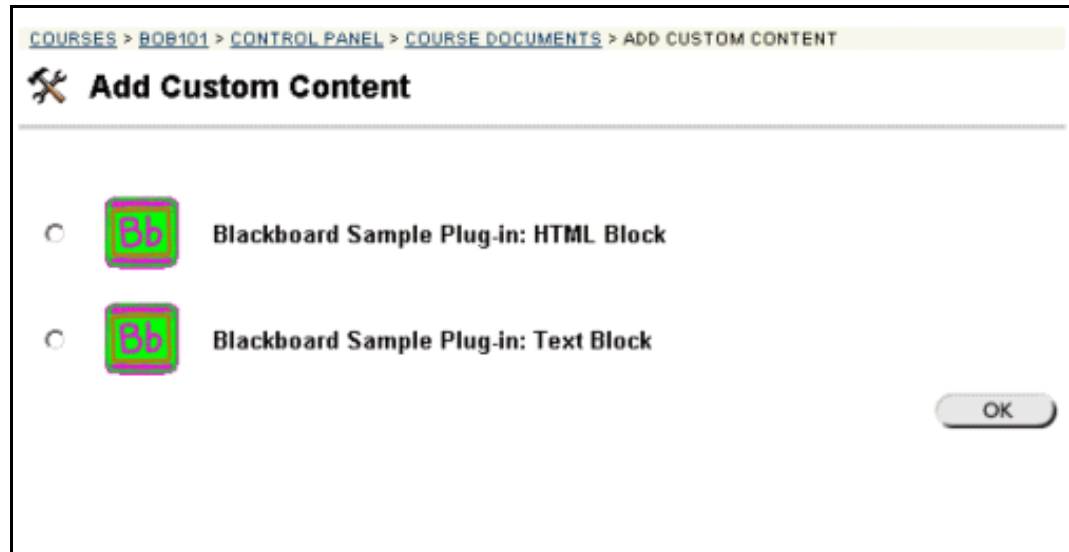 COURSES > BOB101 > CONTROL PANEL > COURSE DOCUMENTS > ADD CUSTOM CONTENT
Add Custom Content
Bb Blackboard Sample Plug-in: HTML Block
Bb Blackboard Sample Plug-in: Text Block
OK